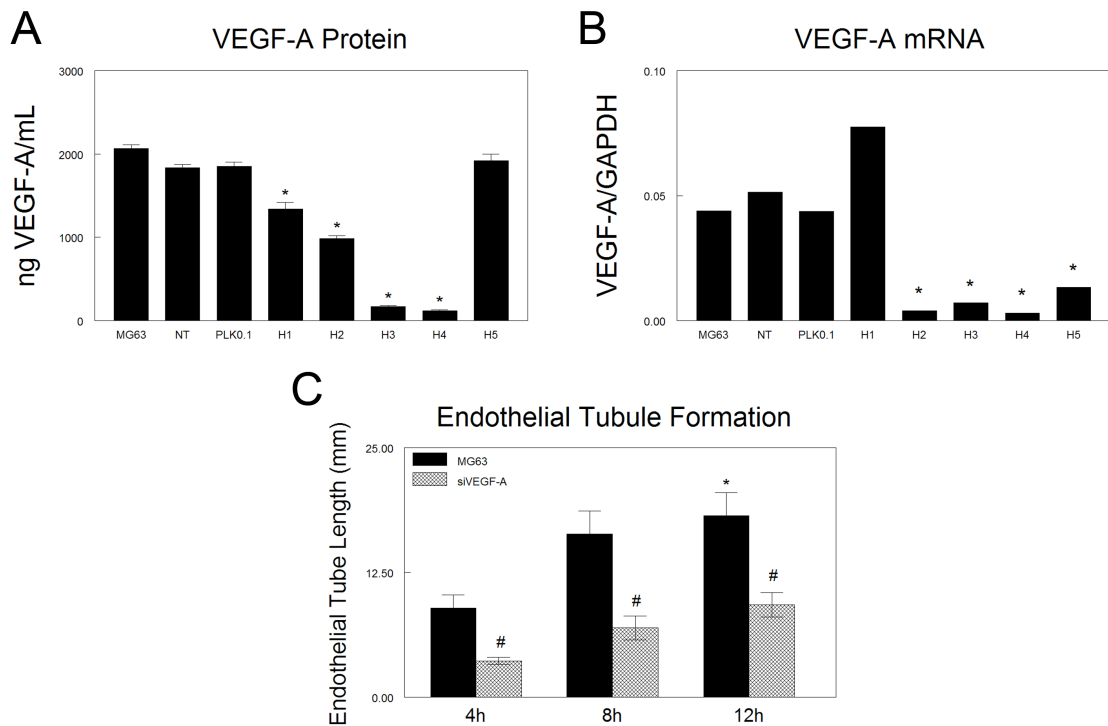 A
VEGF-A Protein
ng VEGF-A/mL
3000
2000
1000
0
* * * *
MG63 NT PLK0.1 H1 H2 H3 H4 H5
B
VEGF-A mRNA
VEGF-A/GAPDH
0.10
0.05
0.00
* * * *
MG63 NT PLK0.1 H1 H2 H3 H4 H5
C
Endothelial Tubule Formation
Endothelial Tube Length (mm)
25.00
12.50
0.00
MG63
siVEGF-A
# # * #
4h 8h 12h